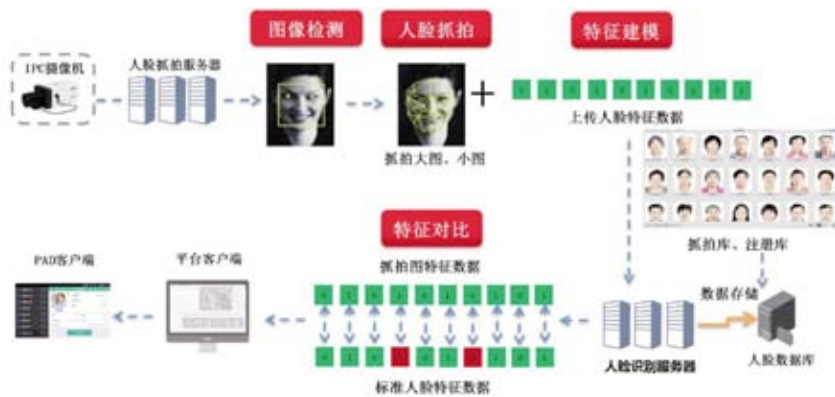 图像检测
人脸抓拍
特征建模
IPC摄像机
人脸抓拍服务器
抓拍大图、小图
上传人脸特征数据
抓拍库、注册库
特征对比
抓拍图特征数据
PAD客户端
平台客户端
数据存储
标准人脸特征数据
人脸识别服务器
人脸数据库